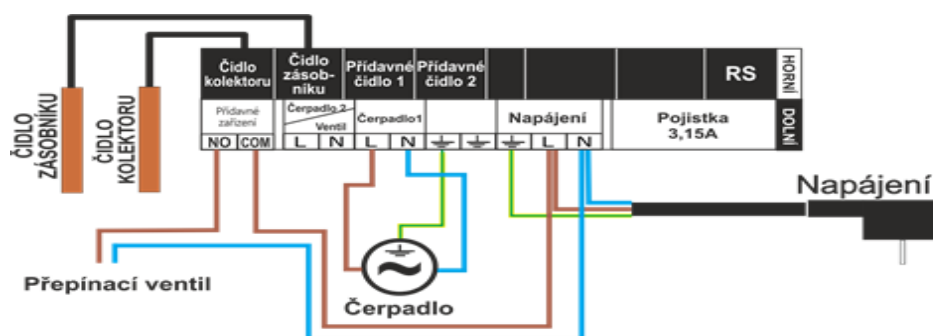 Čidlo kolektoru
Čidlo zásob-níku
Přídavné čidlo 1
Přídavné čidlo 2
RS
HORNÍ
Přídavné zařízení
Čerpadlo 2
Ventil
Čerpadlo1
Napájení
Pojistka 3,15A
DOLNÍ
NO
COM
L
N
L
N
L
N
ČIDLO ZÁSOBNÍKU
ČIDLO KOLEKTORU
Napájení
Přepínací ventil
Čerpadlo